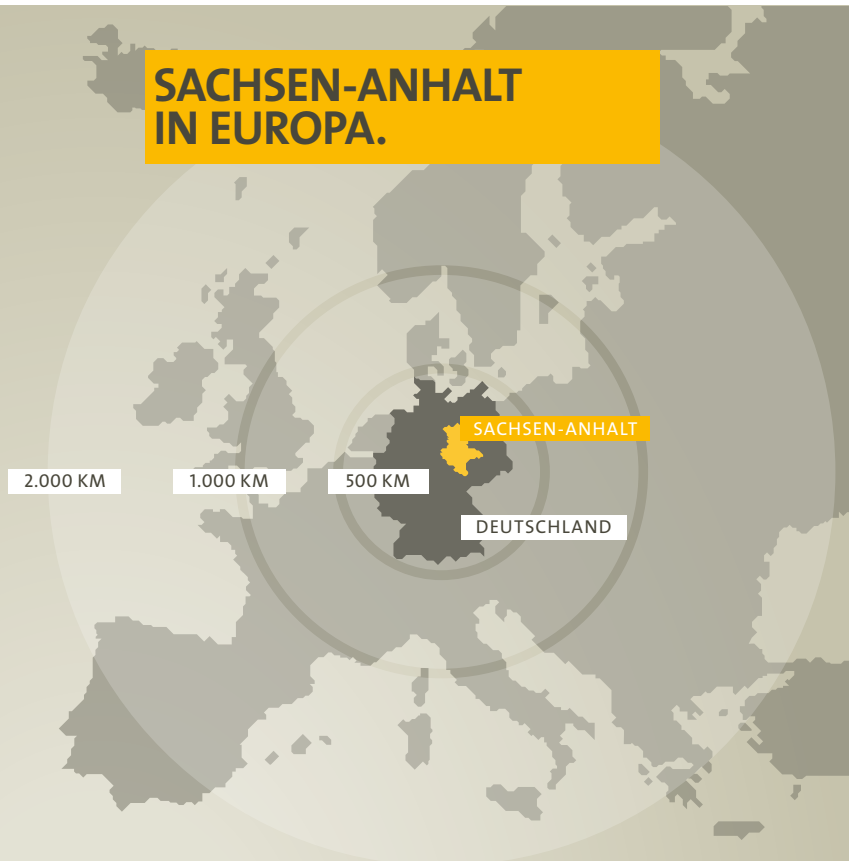 SACHSEN-ANHALT
IN EUROPA.
SACHSEN-ANHALT
2.000 KM
1.000 KM
500 KM
DEUTSCHLAND